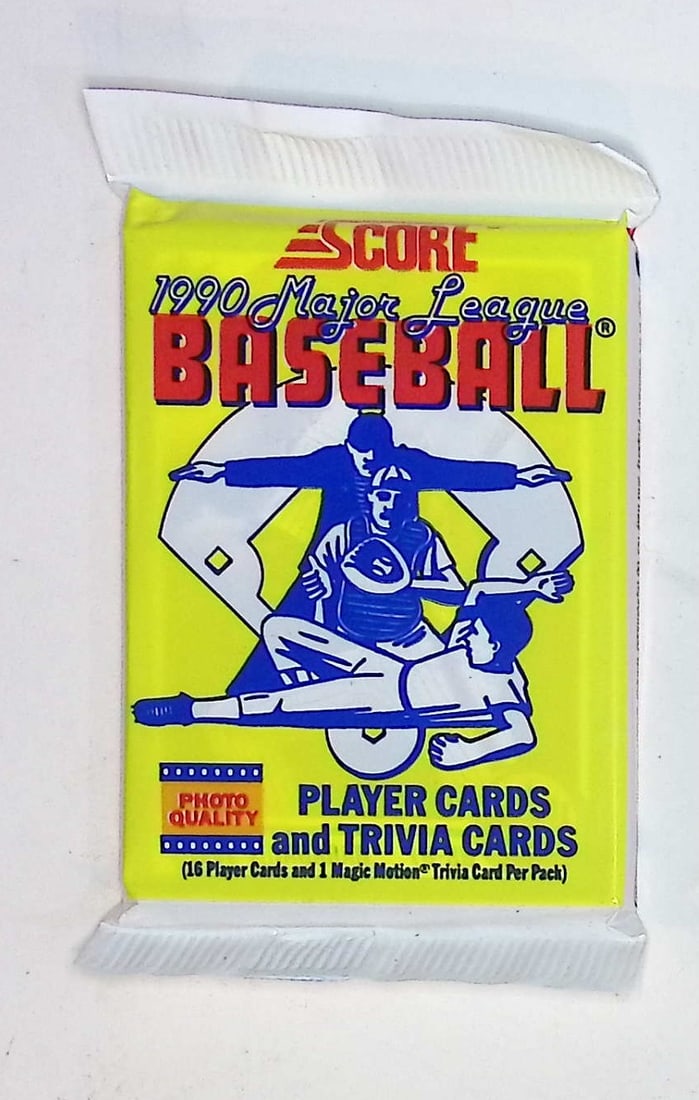 SCORE
1990 Major League
BASEBALL®
PHOTO
QUALITY
PLAYER CARDS
and TRIVIA CARDS
(16 Player Cards and 1 Magic Motion® Trivia Card Per Pack)